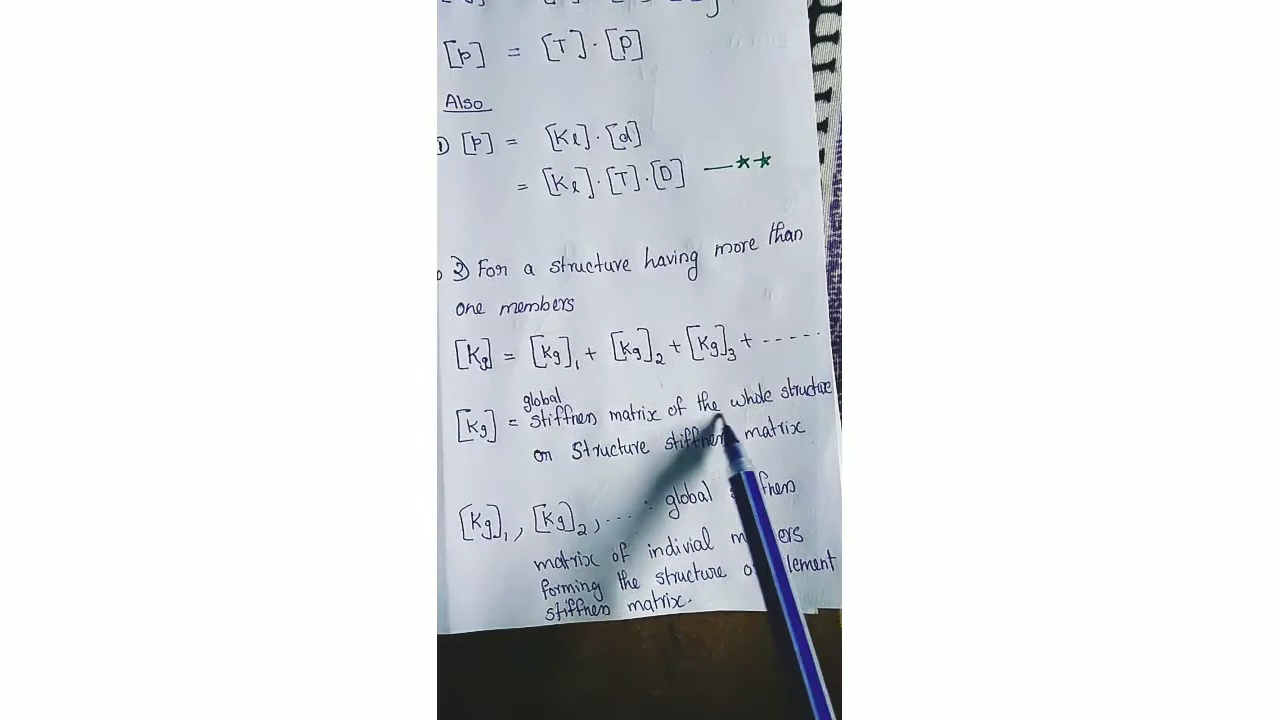 [p] = [T]·[P]
Also
1) [p] = [Kl]·[d]
= [Kl]·[T]·[D] —★★
2) For a structure having more than
one members
[Kg] = [Kg]1 + [Kg]2 + [Kg]3 + -----
global
[Kg] = stiffness matrix of the whole structure
or structure stiffness matrix
[Kg]1, [Kg]2, ....: global
matrix of indivial
forming the structure
stiffness matrix.